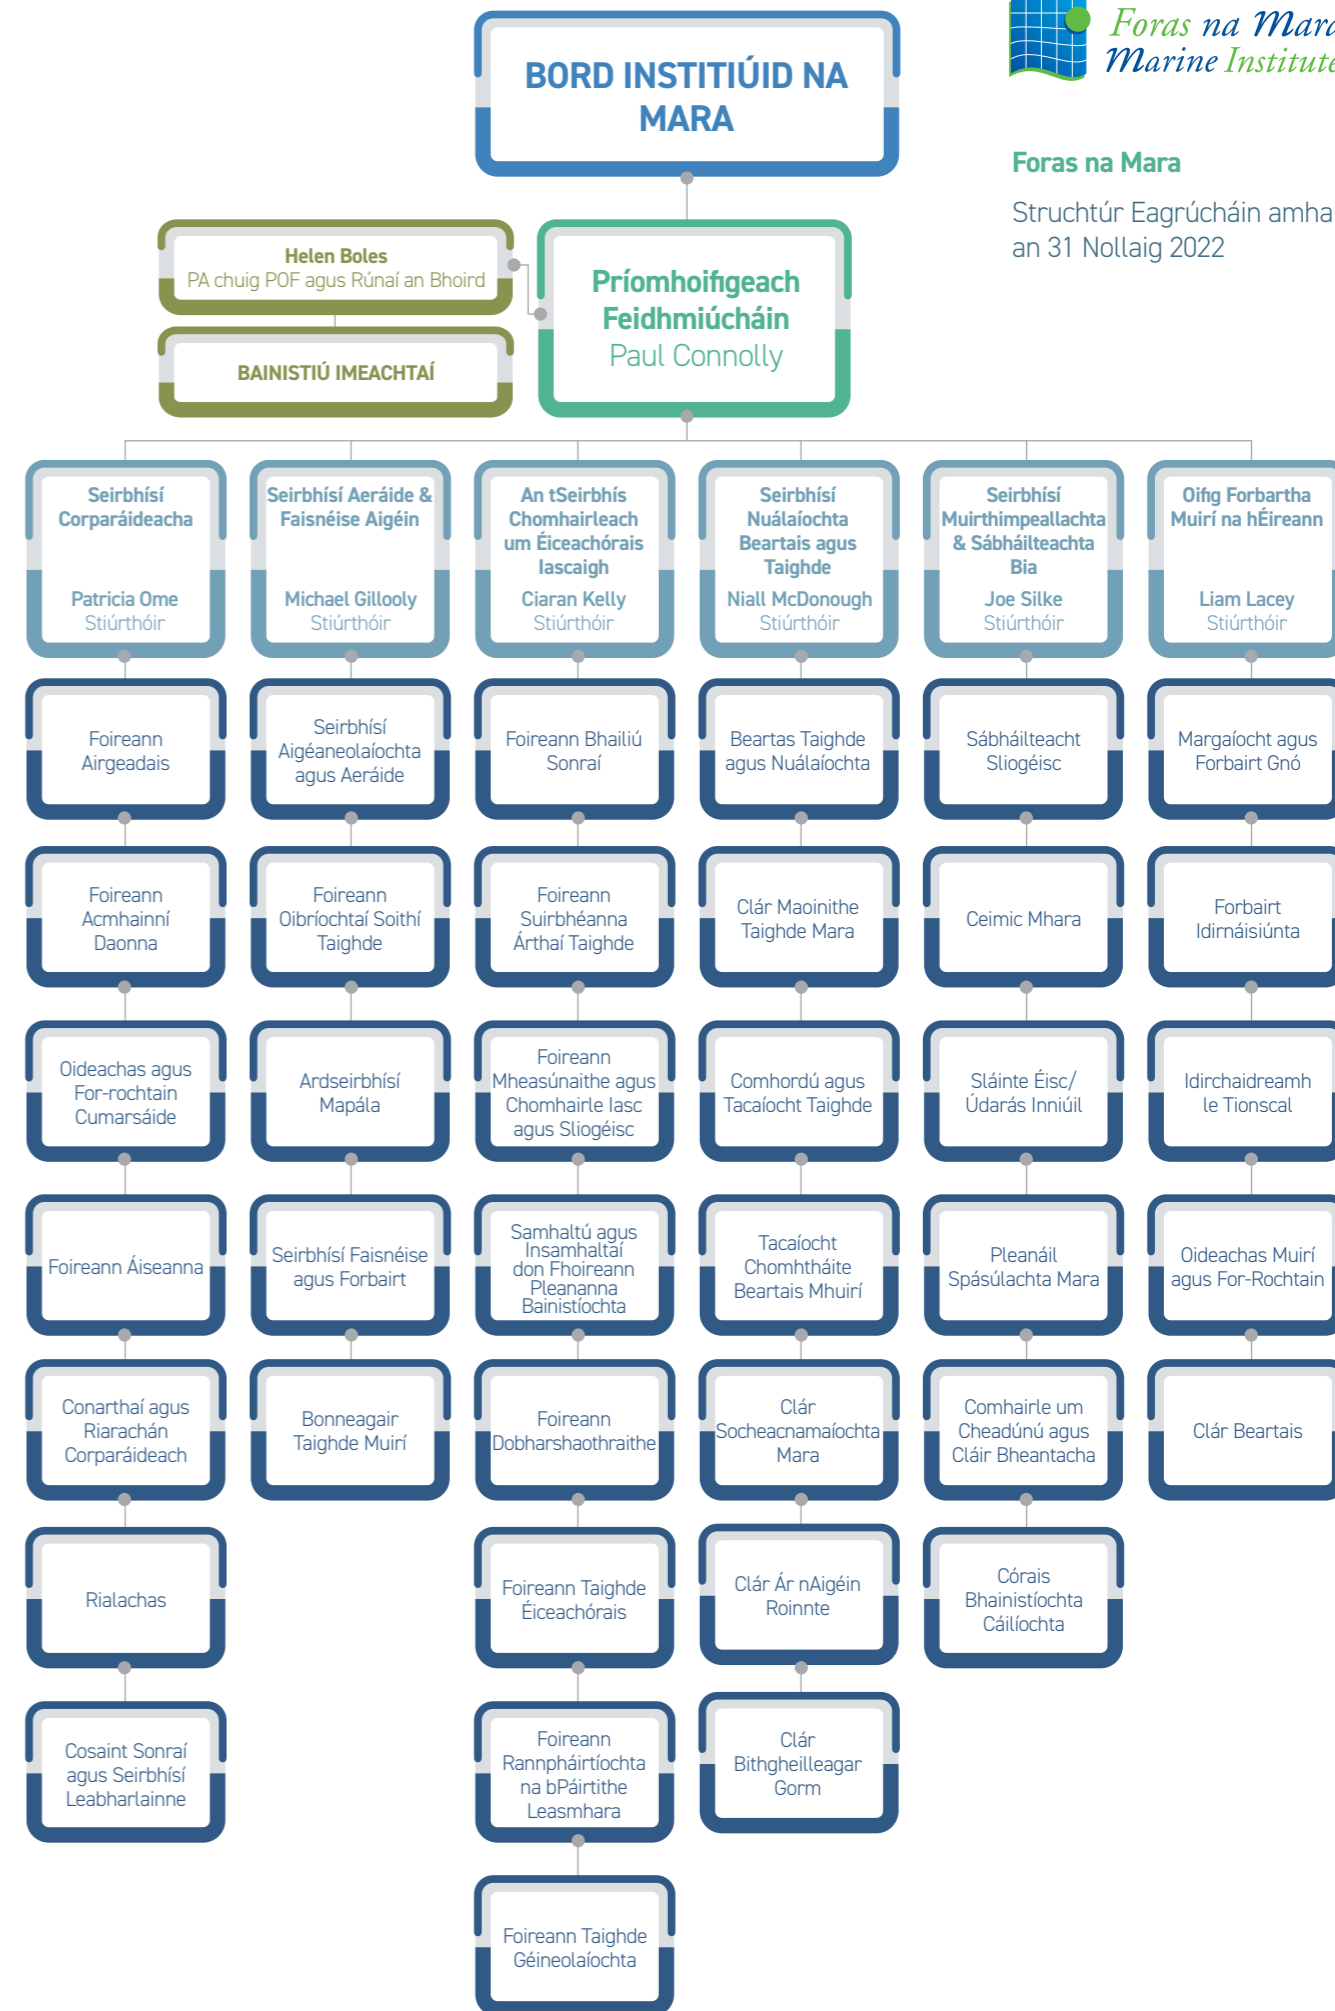 Foras na Mara
Marine Institute
BORD INSTITIÚID NA
MARA
Foras na Mara
Struchtúr Eagrúcháin amha
an 31 Nollaig 2022
Helen Boles
PA chuig POF agus Rúnaí an Bhoird
BAINISTIÚ IMEACHTAÍ
Príomhoifigeach
Feidhmiúcháin
Paul Connolly
Seirbhísí
Corparáideacha
Patricia Orme
Stiúrthóir
Seirbhísí Aeráide &
Faisnéise Aigéin
Michael Gillooly
Stiúrthóir
An tSeirbhís
Chomhairleach
um Éiceachórais
Iascaigh
Ciaran Kelly
Stiúrthóir
Seirbhísí
Nuálaíochta
Beartais agus
Taighde
Niall McDonough
Stiúrthóir
Seirbhísí
Muirthimpeallachta
& Sábháilteachta
Bia
Joe Silke
Stiúrthóir
Oifig Forbartha
Muirí na hÉireann
Liam Lacey
Stiúrthóir
Foireann
Airgeadais
Seirbhísí
Aigéaneolaíochta
agus Aeráide
Foireann Bhailiú
Sonraí
Beartas Taighde
agus Nuálaíochta
Sábháilteacht
Sliogéisc
Margaíocht agus
Forbairt Gnó
Foireann
Acmhainní
Daonna
Foireann
Oibríochtaí Soithí
Taighde
Foireann
Suirbhéanna
Árthaí Taighde
Clár Maoinithe
Taighde Mara
Ceimic Mhara
Forbairt
Idirnáisiúnta
Oideachas agus
For-rochtain
Cumarsáide
Ardseirbhísí
Mapála
Foireann
Mheasúnaithe agus
Chomhairle Iasc
agus Sliogéisc
Comhordú agus
Tacaíocht Taighde
Sláinte Éisc/
Údarás Inniúil
Idirchaidreamh
le Tionscal
Foireann Áiseanna
Seirbhísí Faisnéise
agus Forbairt
Samhaltú agus
Insamhaltaí
don Fhoireann
Pleananna
Bainistíochta
Tacaíocht
Chomhtháite
Beartais Mhuirí
Pleanáil
Spásúlachta Mara
Oideachas Muirí
agus For-Rochtain
Conarthaí agus
Riarachán
Corparáideach
Bonneagair
Taighde Muirí
Foireann
Dobharshaothraithe
Clár
Socheacnamaíochta
Mara
Comhairle um
Cheadúnú agus
Cláir Bheantacha
Clár Beartais
Rialachas
Foireann Taighde
Éiceachórais
Clár Ár nAigéin
Roinnte
Córais
Bhainistíochta
Cáilíochta
Cosaint Sonraí
agus Seirbhísí
Leabharlainne
Foireann
Rannpháirtíochta
na bPáirtithe
Leasmhara
Clár
Bithgheilleagar
Gorm
Foireann Taighde
Géineolaíochta